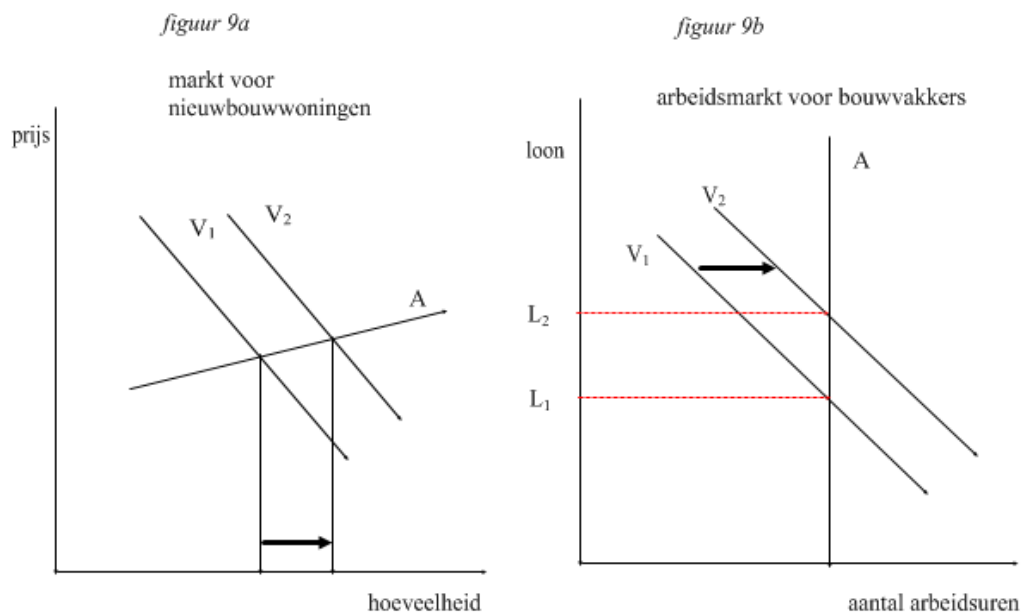 figuur 9a
markt voor
nieuwbouwwoningen
prijs
V1
V2
A
hoeveelheid
figuur 9b
arbeidsmarkt voor bouwvakkers
loon
A
V2
V1
L2
L1
aantal arbeidsuren